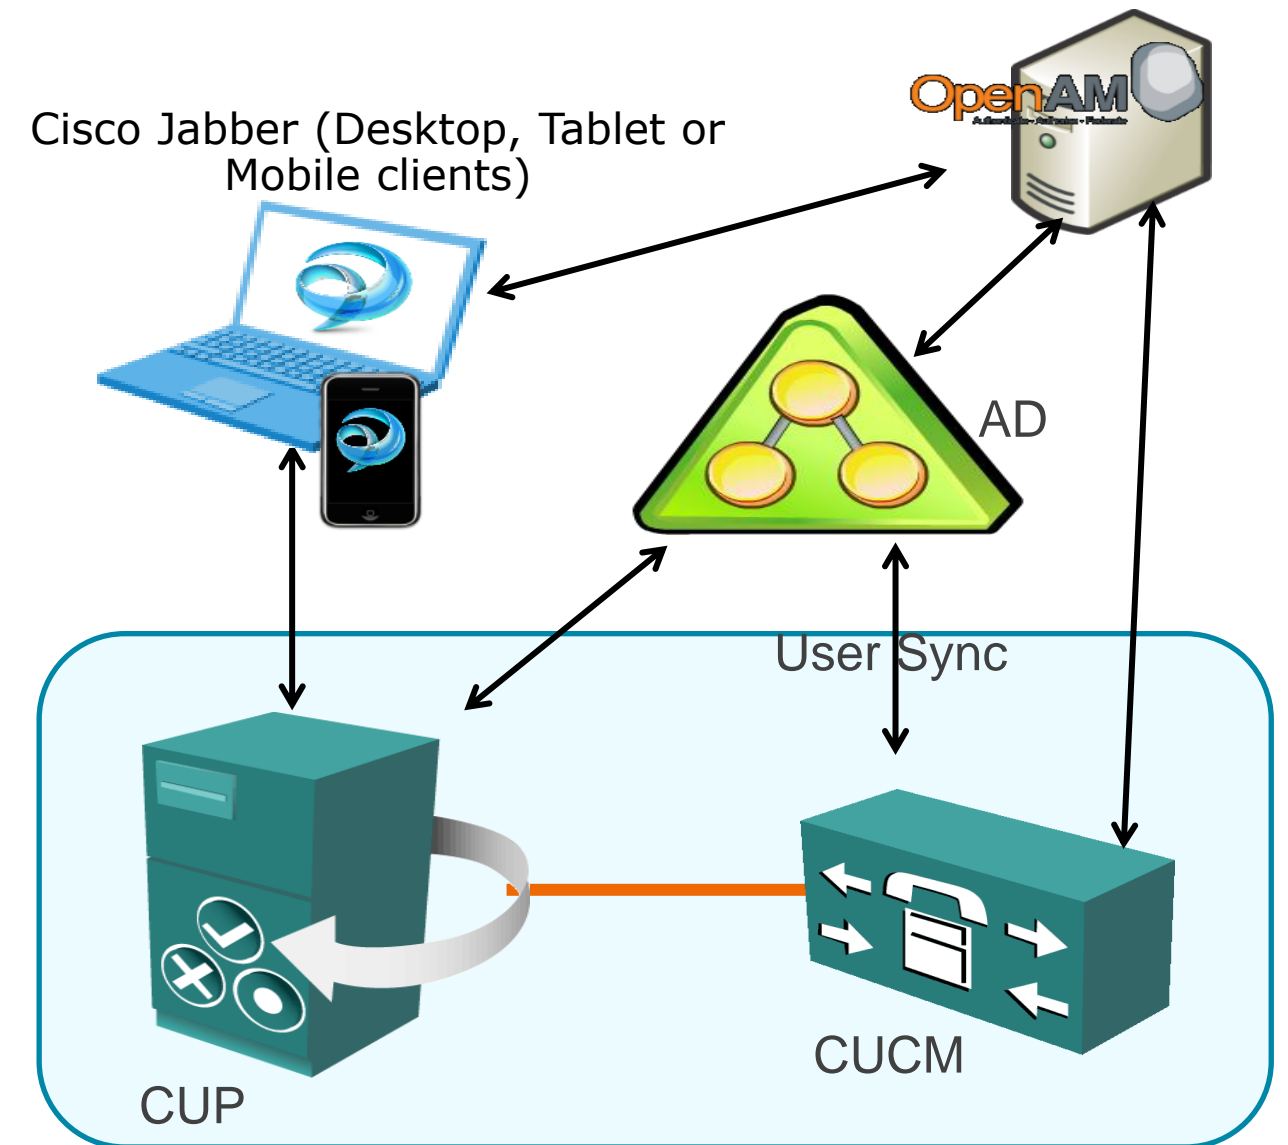 OpenAM
Cisco Jabber (Desktop, Tablet or
Mobile clients)
AD
User Sync
CUCM
CUP